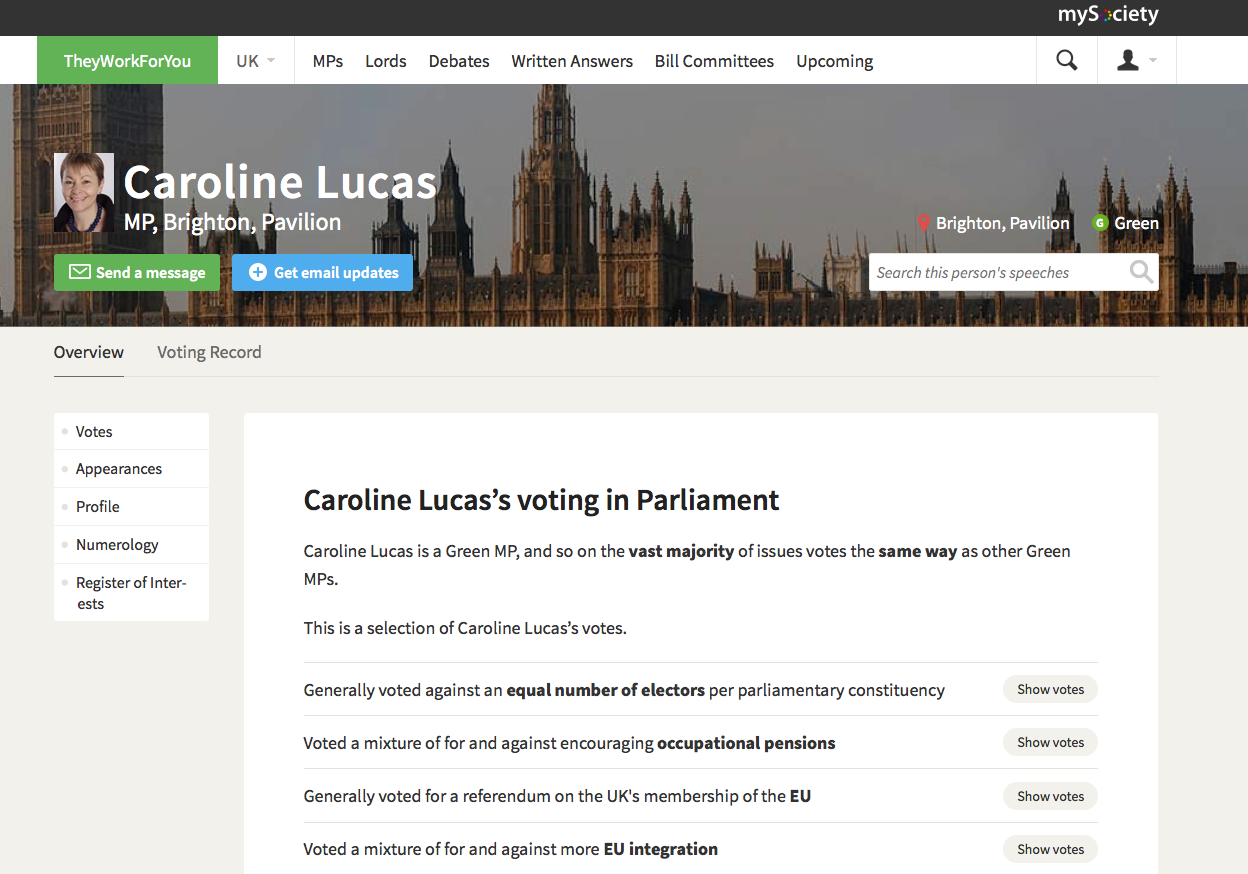 mySociety
TheyWorkForYou
UK
MPs
Lords
Debates
Written Answers
Bill Committees
Upcoming
Caroline Lucas
MP, Brighton, Pavilion
Brighton, Pavilion
G
Green
Send a message
Get email updates
Search this person's speeches
Overview
Voting Record
Votes
Appearances
Profile
Numerology
Register of Inter-
ests
Caroline Lucas’s voting in Parliament
Caroline Lucas is a Green MP, and so on the vast majority of issues votes the same way as other Green
MPs.
This is a selection of Caroline Lucas’s votes.
Generally voted against an equal number of electors per parliamentary constituency
Show votes
Voted a mixture of for and against encouraging occupational pensions
Show votes
Generally voted for a referendum on the UK's membership of the EU
Show votes
Voted a mixture of for and against more EU integration
Show votes